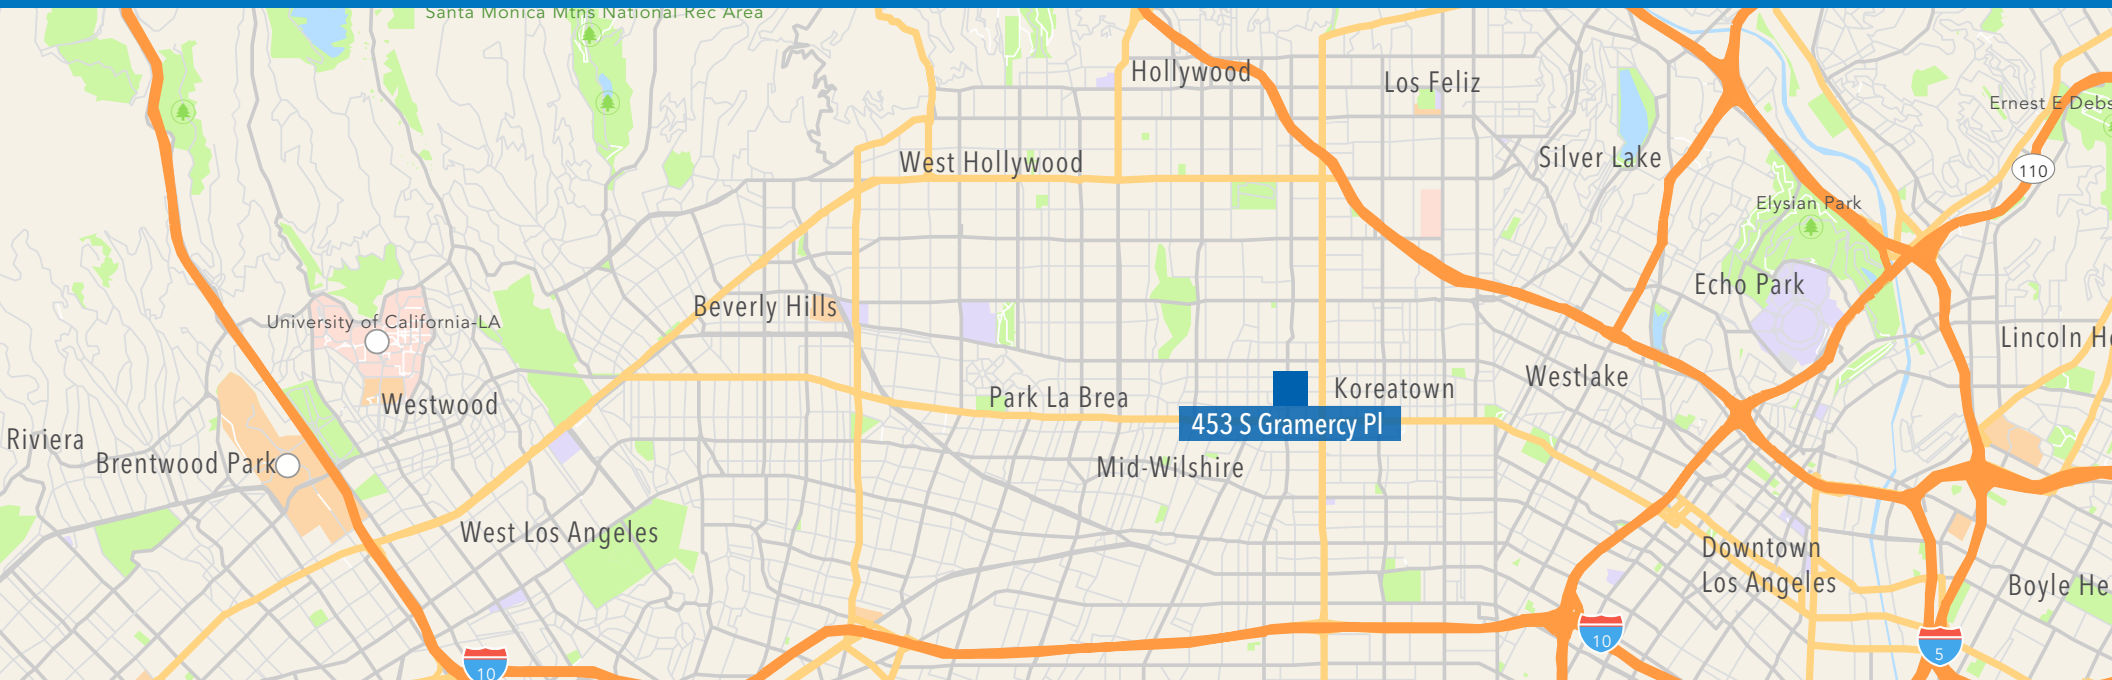 Santa Monica Mtns National Rec Area
Hollywood
Los Feliz
Ernest E Debs
West Hollywood
Silver Lake
110
Elysian Park
Echo Park
Beverly Hills
University of California-LA
Lincoln
Park La Brea
Koreatown
Westlake
Westwood
453 S Gramercy Pl
Riviera
Brentwood Park
Mid-Wilshire
West Los Angeles
Downtown
Los Angeles
Boyle
10
5
10